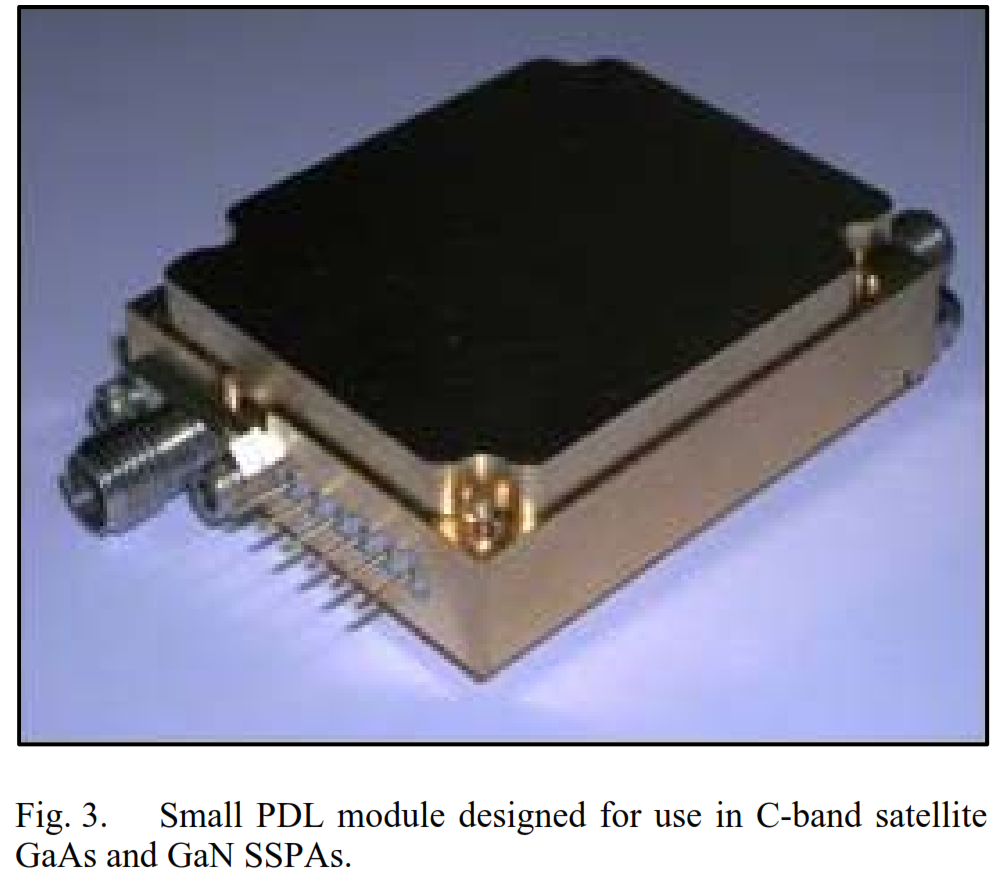 Fig. 3. Small PDL module designed for use in C-band satellite
GaAs and GaN SSPAs.